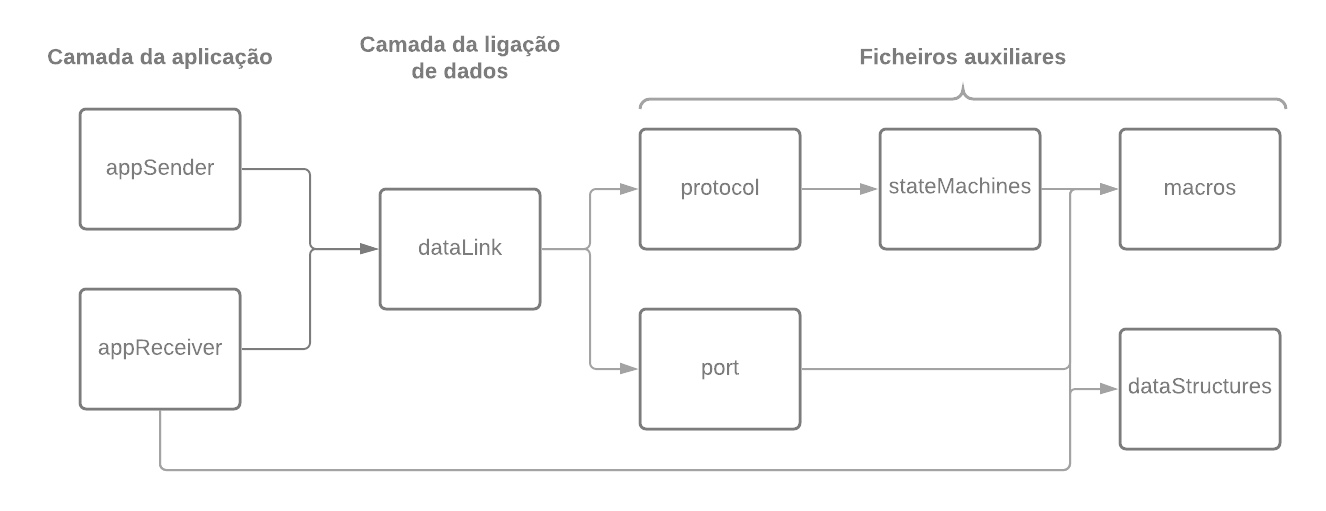 Camada da aplicação
Camada da ligação
de dados
Ficheiros auxiliares
appSender
appReceiver
dataLink
protocol
stateMachines
macros
port
dataStructures